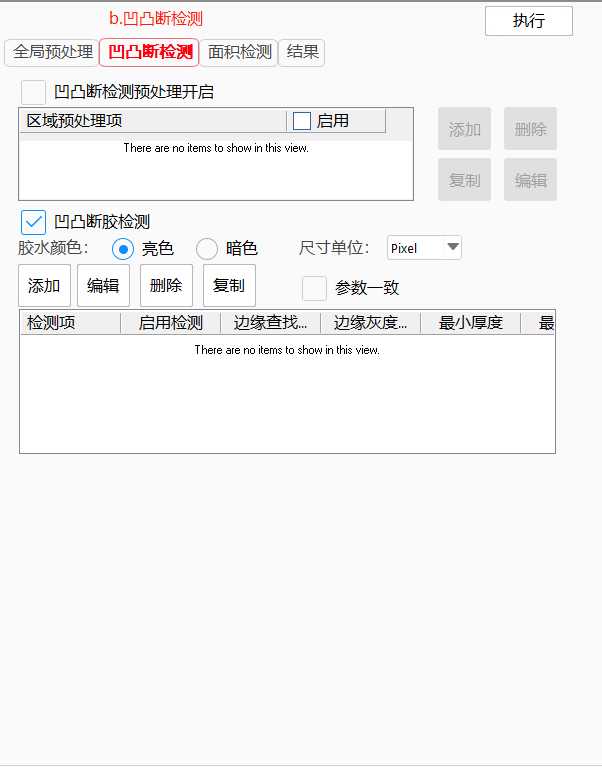 b.凹凸断检测 执行
全局预处理 凹凸断检测 面积检测 结果
凹凸断检测预处理开启
区域预处理项 启用
There are no items to show in this view.
添加 删除
复制 编辑
凹凸断胶检测
胶水颜色: 亮色 暗色 尺寸单位: Pixel
添加 编辑 删除 复制 参数一致
检测项 启用检测 边缘查找... 边缘灰度... 最小厚度 最
There are no items to show in this view.